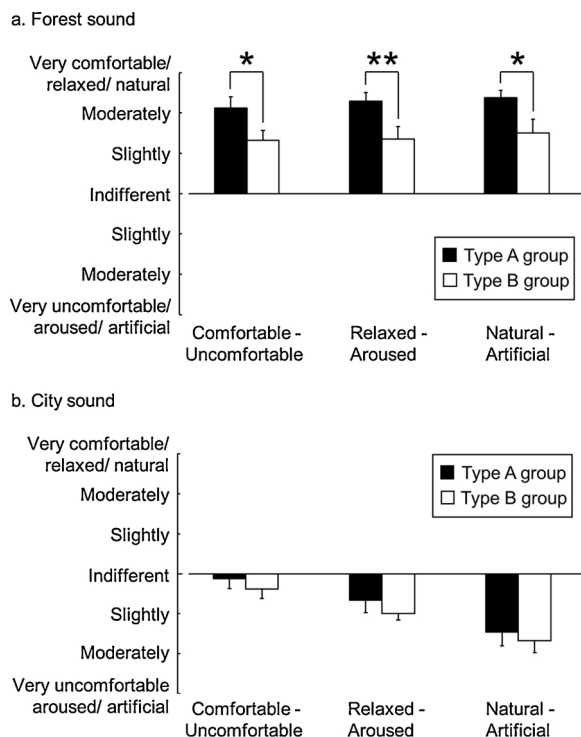 a. Forest sound
* ** *
Very comfortable/
relaxed/ natural
Moderately
Slightly
Indifferent
Slightly
Moderately
Very uncomfortable/
aroused/ artificial
Type A group
Type B group
Comfortable -
Uncomfortable
Relaxed -
Aroused
Natural -
Artificial
b. City sound
Very comfortable/
relaxed/ natural
Moderately
Slightly
Indifferent
Slightly
Moderately
Very uncomfortable
aroused/ artificial
Type A group
Type B group
Comfortable -
Uncomfortable
Relaxed -
Aroused
Natural -
Artificial